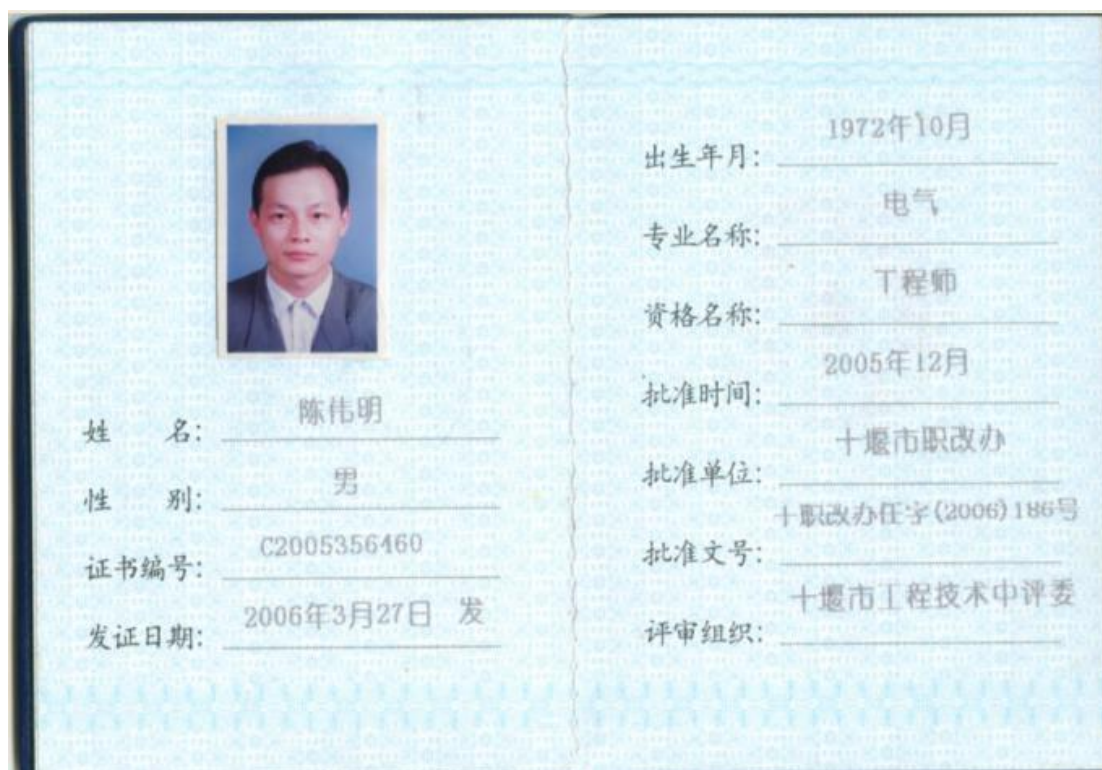 姓 名: 陈伟明
性 别: 男
证书编号: C2005356460
发证日期: 2006年3月27日 发
出生年月: 1972年10月
专业名称: 电气
资格名称: 工程师
批准时间: 2005年12月
批准单位: 十堰市职改办
批准文号: 十职改办任字(2006)186号
评审组织: 十堰市工程技术中评委